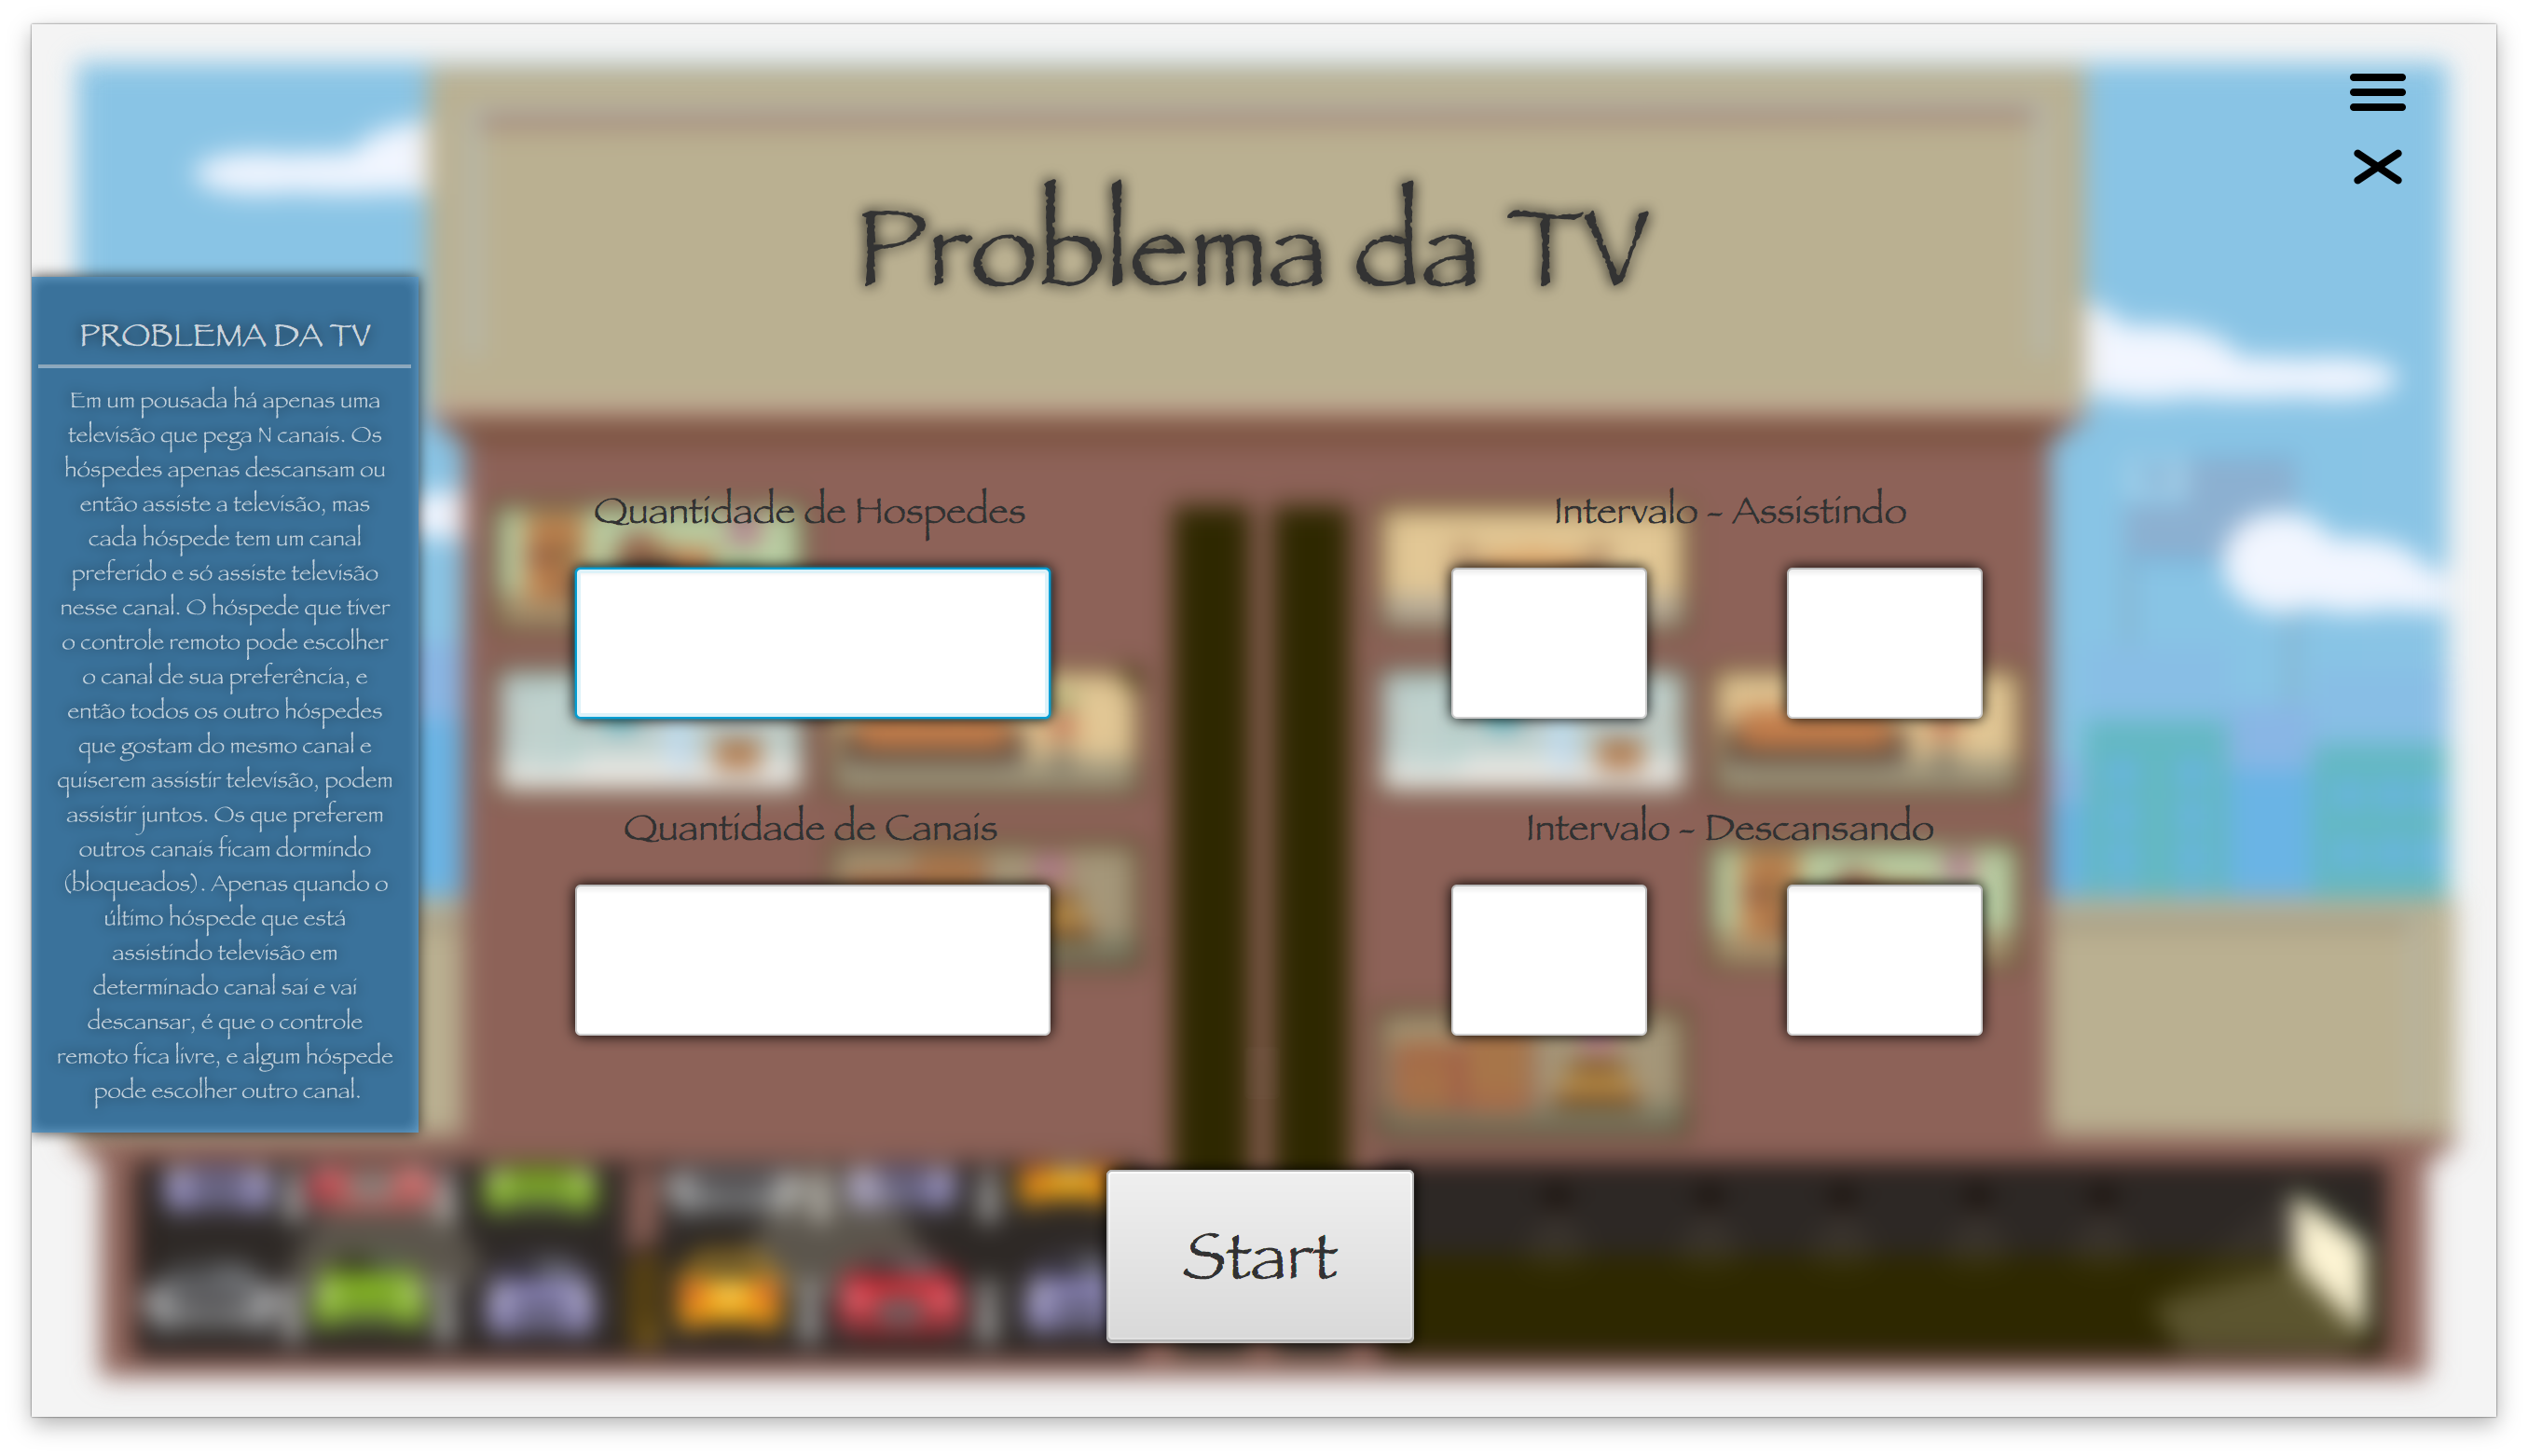 Problema da TV
PROBLEMA DA TV
Em um pousada há apenas uma
televisão que pega N canais. Os
hóspedes apenas descansam ou
então assiste a televisão, mas
cada hóspede tem um canal
preferido e só assiste televisão
nesse canal. O hóspede que tiver
o controle remoto pode escolher
o canal de sua preferência, e
então todos os outro hóspedes
que gostam do mesmo canal e
quiserem assistir televisão, podem
assistir juntos. Os que preferem
outros canais ficam dormindo
(bloqueados). Apenas quando o
último hóspede que está
assistindo televisão em
determinado canal sai e vai
descansar, é que o controle
remoto fica livre, e algum hóspede
pode escolher outro canal.
Quantidade de Hospedes
Intervalo - Assistindo
Quantidade de Canais
Intervalo - Descansando
Start